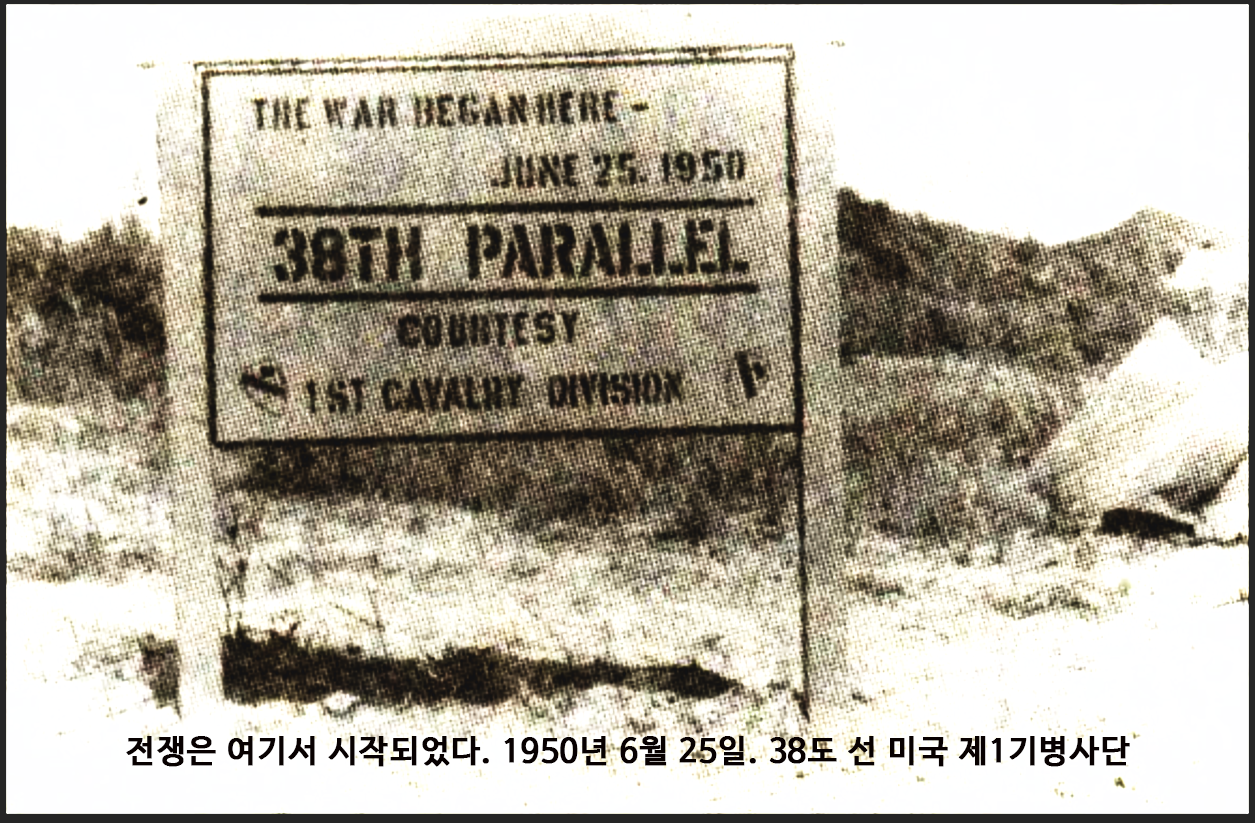 THE WAR BEGAN HERE -
JUNE 25. 1950
38TH PARALLEL
COURTESY
1ST CAVALRY DIVISION
전쟁은 여기서 시작되었다. 1950년 6월 25일. 38도 선 미국 제1기병사단